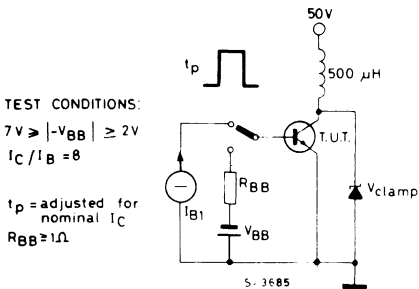 50V
500 μH
tp
TEST CONDITIONS:
7V ⩾ |-VBB| ≥ 2V
IC/IB = 8
tp = adjusted for
nominal IC
RBB ≥ 1Ω
T.U.T.
Vclamp
RBB
IB1
VBB
S-3685